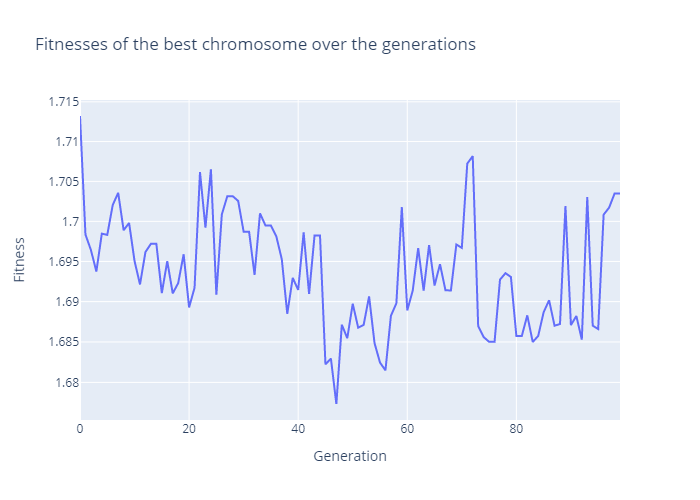 Fitnesses of the best chromosome over the generations
1.715
1.71
1.705
1.7
1.695
1.69
1.685
1.68
Fitness
0 20 40 60 80
Generation